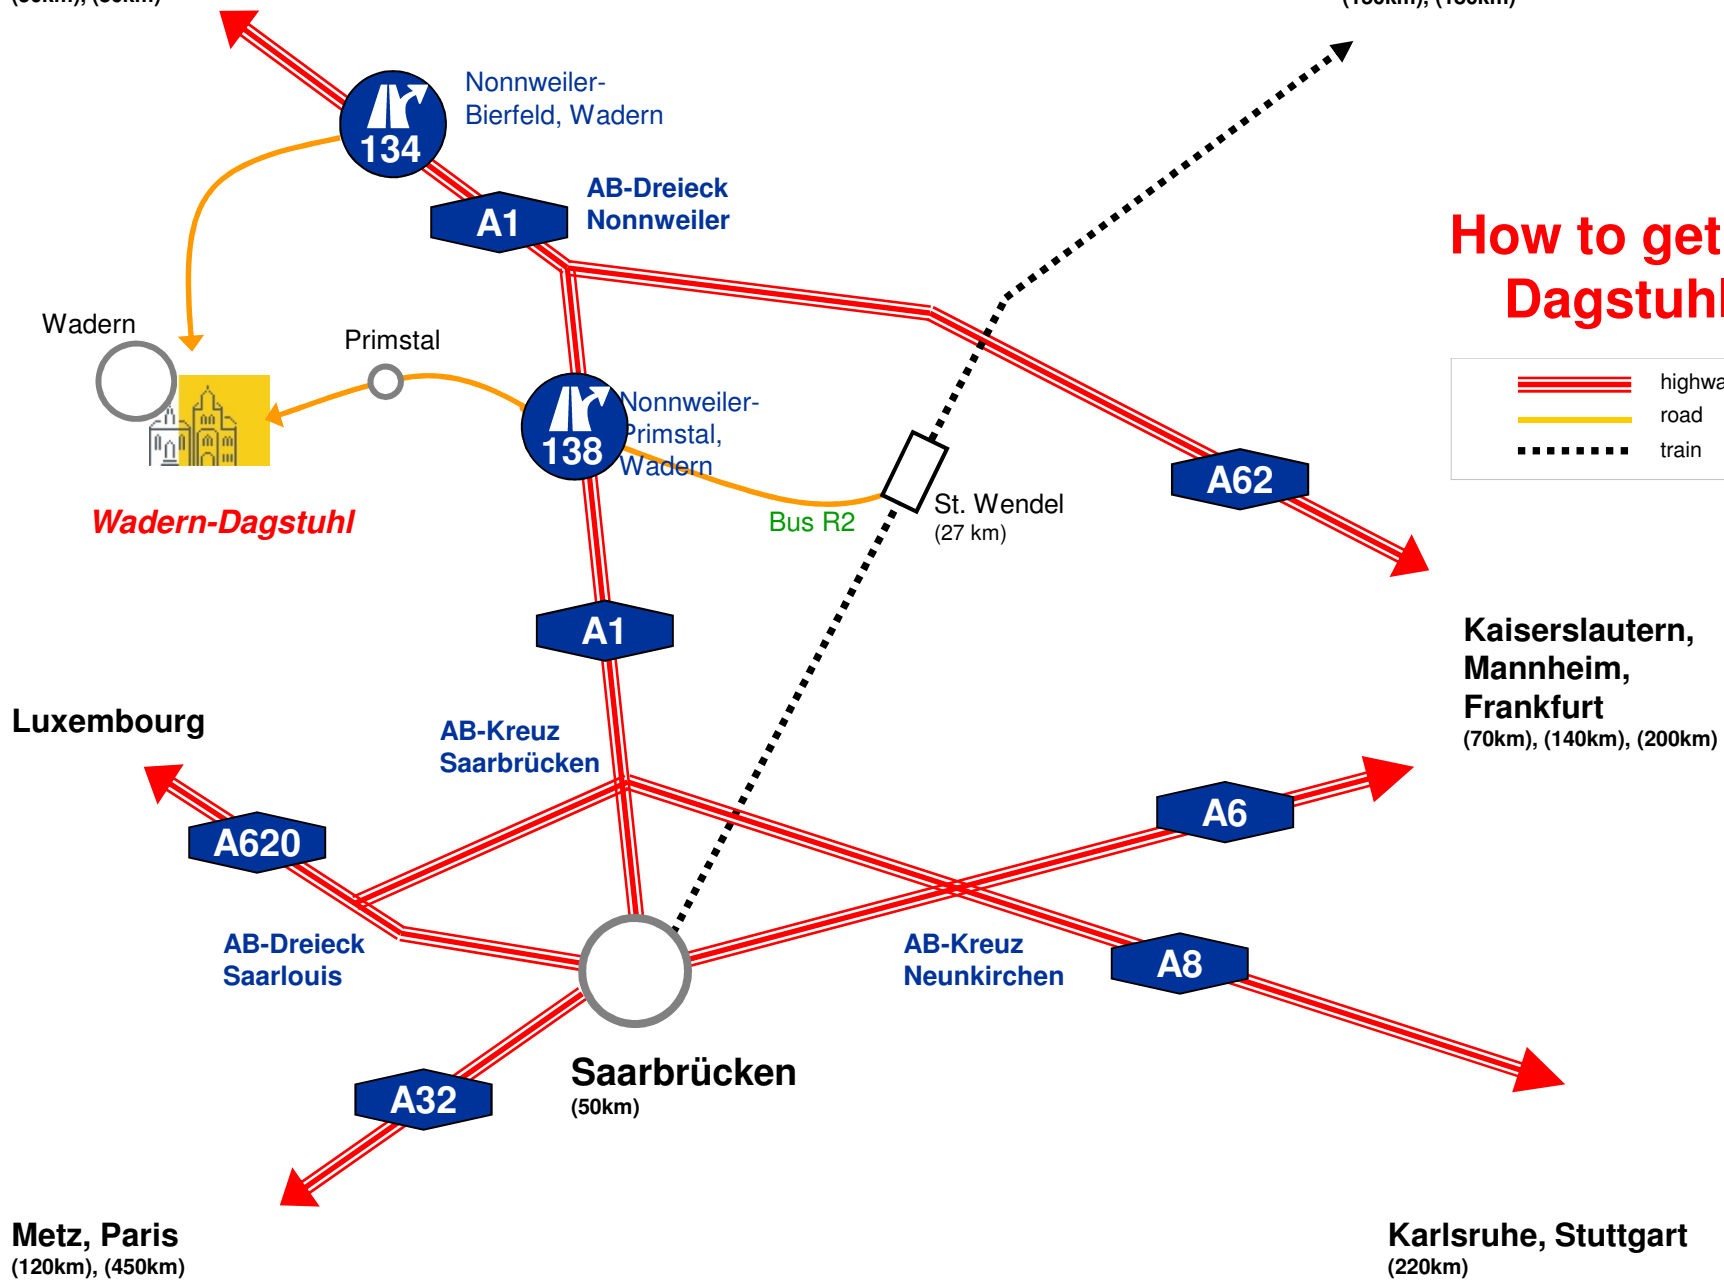 Nonnweiler-
Bierfeld, Wadern
134
AB-Dreieck
Nonnweiler
A1
How to get
Dagstuhl
Wadern
Primstal
highwa
road
train
Nonnweiler-
Primstal,
Wadern
138
A62
St. Wendel
(27 km)
Bus R2
Wadern-Dagstuhl
A1
Kaiserslautern,
Mannheim,
Frankfurt
(70km), (140km), (200km)
Luxembourg
AB-Kreuz
Saarbrücken
A620
A6
AB-Dreieck
Saarlouis
AB-Kreuz
Neunkirchen
A8
Saarbrücken
(50km)
A32
Metz, Paris
(120km), (450km)
Karlsruhe, Stuttgart
(220km)